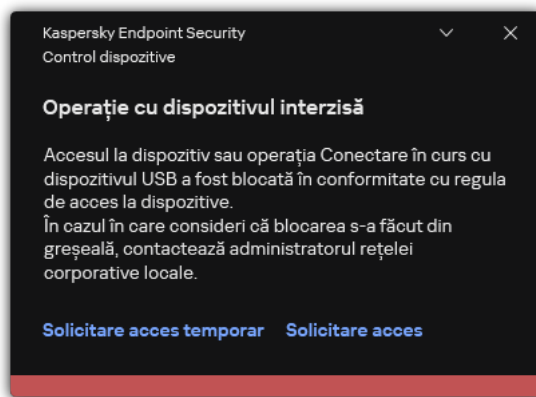 Kaspersky Endpoint Security
Control dispozitive
Operație cu dispozitivul interzisă
Accesul la dispozitiv sau operația Conectare în curs cu
dispozitivul USB a fost blocată în conformitate cu regula
de acces la dispozitive.
În cazul în care consideri că blocarea s-a făcut din
greșeală, contactează administratorul rețelei
corporative locale.
Solicitare acces temporar Solicitare acces